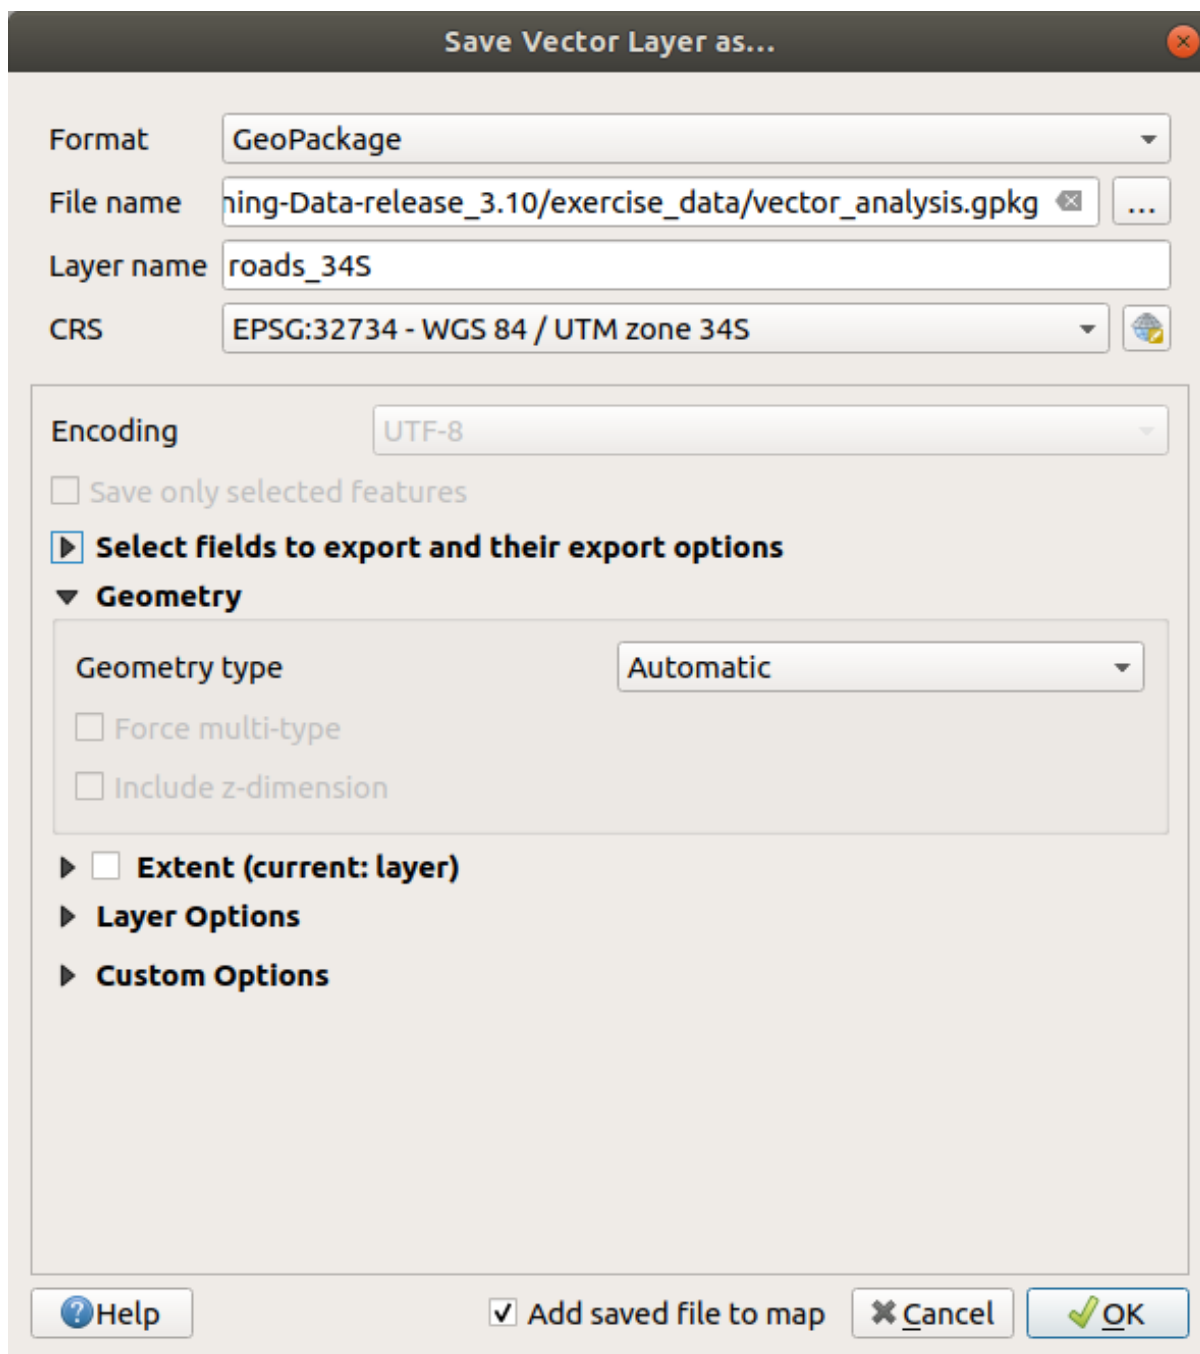 Save Vector Layer as...
Format GeoPackage
File name ning-Data-release_3.10/exercise_data/vector_analysis.gpkg ...
Layer name roads_34S
CRS EPSG:32734 - WGS 84 / UTM zone 34S
Encoding UTF-8
Save only selected features
Select fields to export and their export options
Geometry
Geometry type Automatic
Force multi-type
Include z-dimension
Extent (current: layer)
Layer Options
Custom Options
Help Add saved file to map Cancel OK